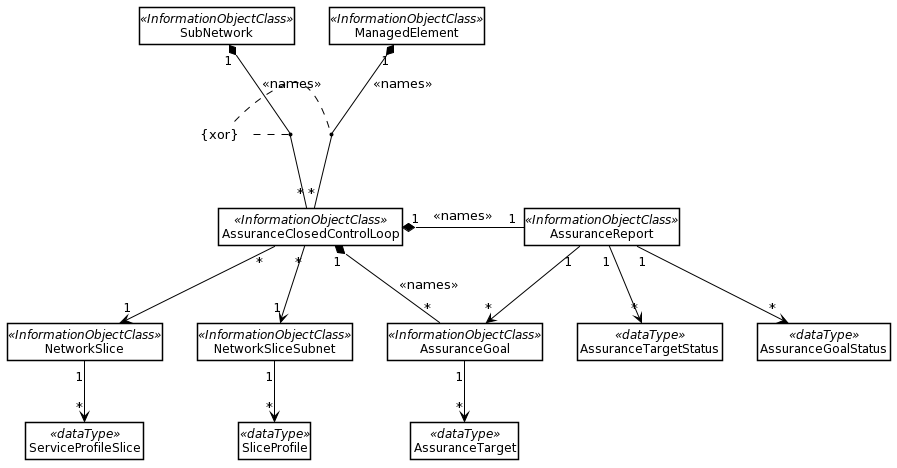 «InformationObjectClass»
SubNetwork
«InformationObjectClass»
ManagedElement
1
1
«names»
«names»
{xor}
*
*
«InformationObjectClass»
AssuranceClosedControlLoop
1
«names»
1
«InformationObjectClass»
AssuranceReport
*
*
1
1
1
1
«names»
1
1
*
*
*
*
«InformationObjectClass»
NetworkSlice
«InformationObjectClass»
NetworkSliceSubnet
«InformationObjectClass»
AssuranceGoal
«dataType»
AssuranceTargetStatus
«dataType»
AssuranceGoalStatus
1
1
1
*
*
*
«dataType»
ServiceProfileSlice
«dataType»
SliceProfile
«dataType»
AssuranceTarget